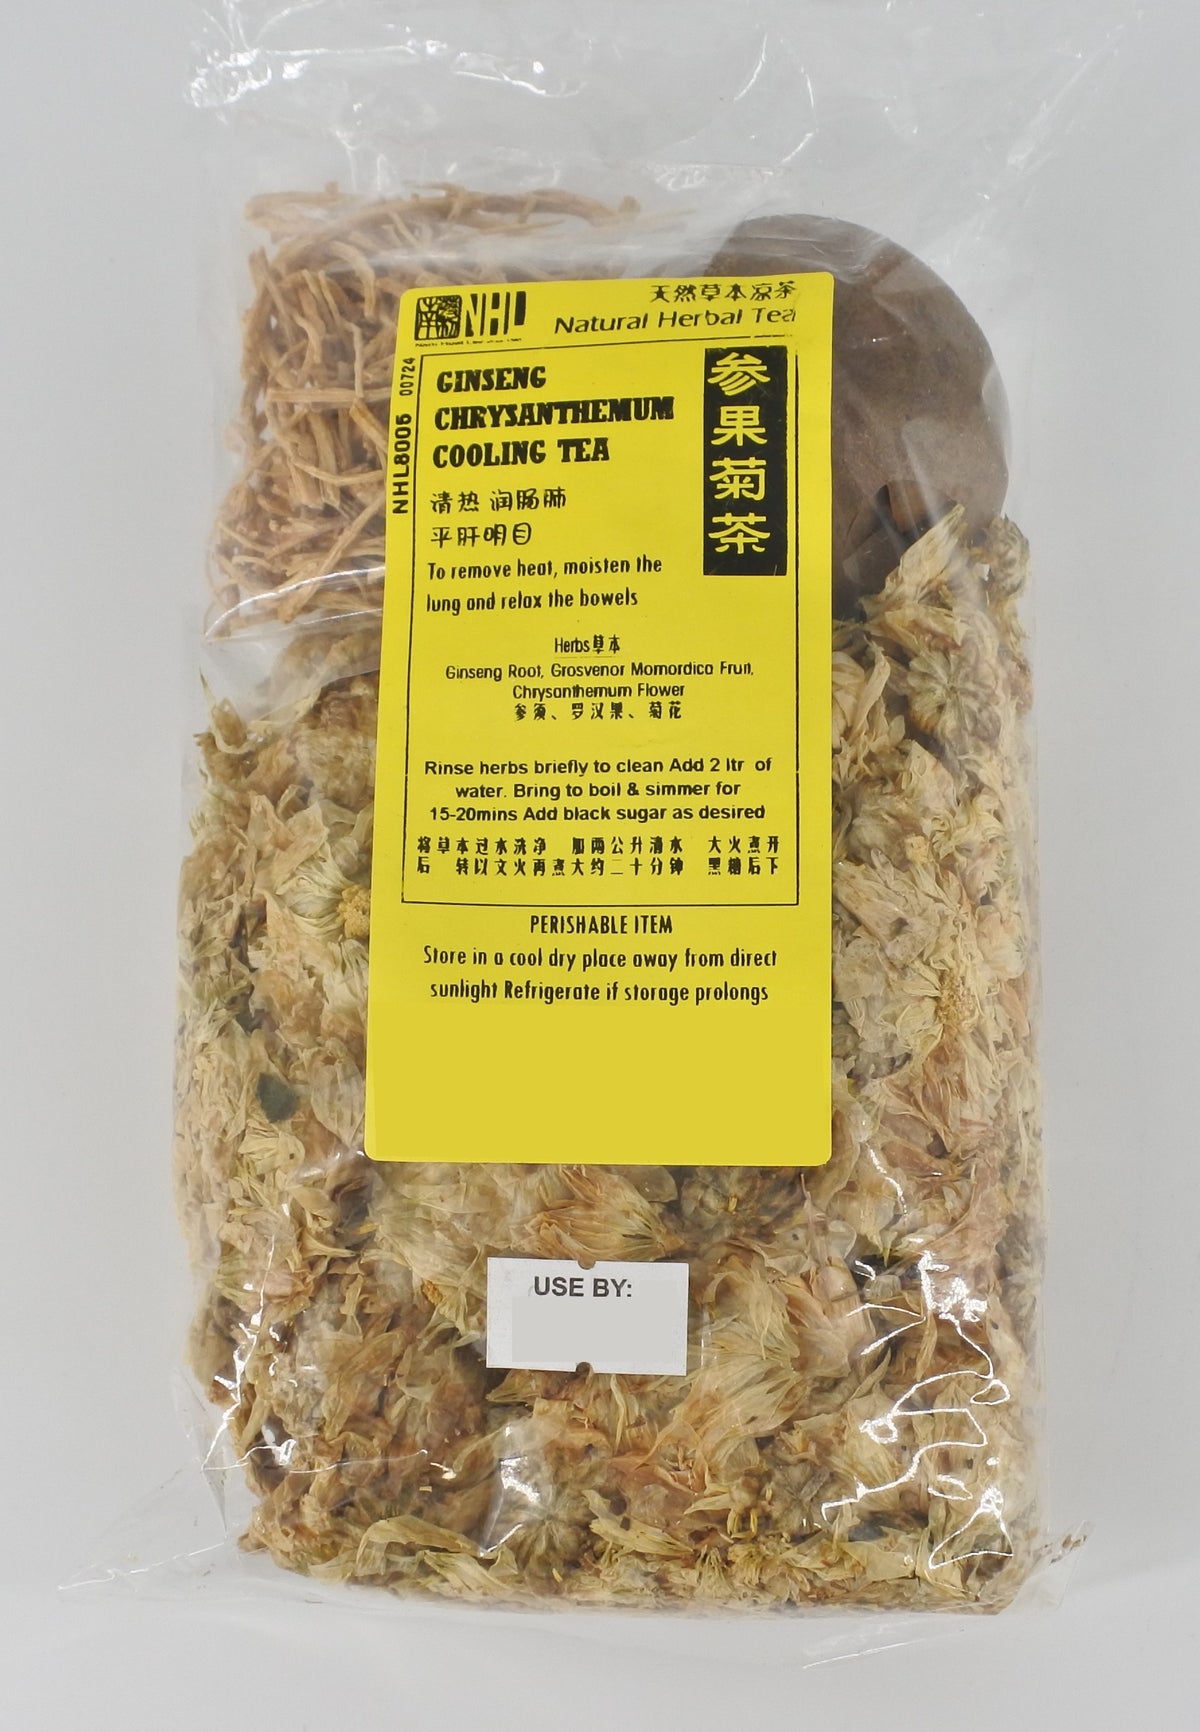 NHL
天然草本凉茶
Natural Herbal Tea
NHL8006 00724
GINSENG
CHRYSANTHEMUM
COOLING TEA
参果菊茶
清热 润肠肺
平肝明目
To remove heat, moisten the
lung and relax the bowels
Herbs草本
Ginseng Root, Grosvenor Momordica Fruit,
Chrysanthemum Flower
参须、罗汉果、菊花
Rinse herbs briefly to clean Add 2 ltr of
water. Bring to boil & simmer for
15-20mins Add black sugar as desired
将草本过水洗净 加两公升清水 大火煮开
后 转以文火再煮大约二十分钟 黑糖后下
PERISHABLE ITEM
Store in a cool dry place away from direct
sunlight Refrigerate if storage prolongs
USE BY: